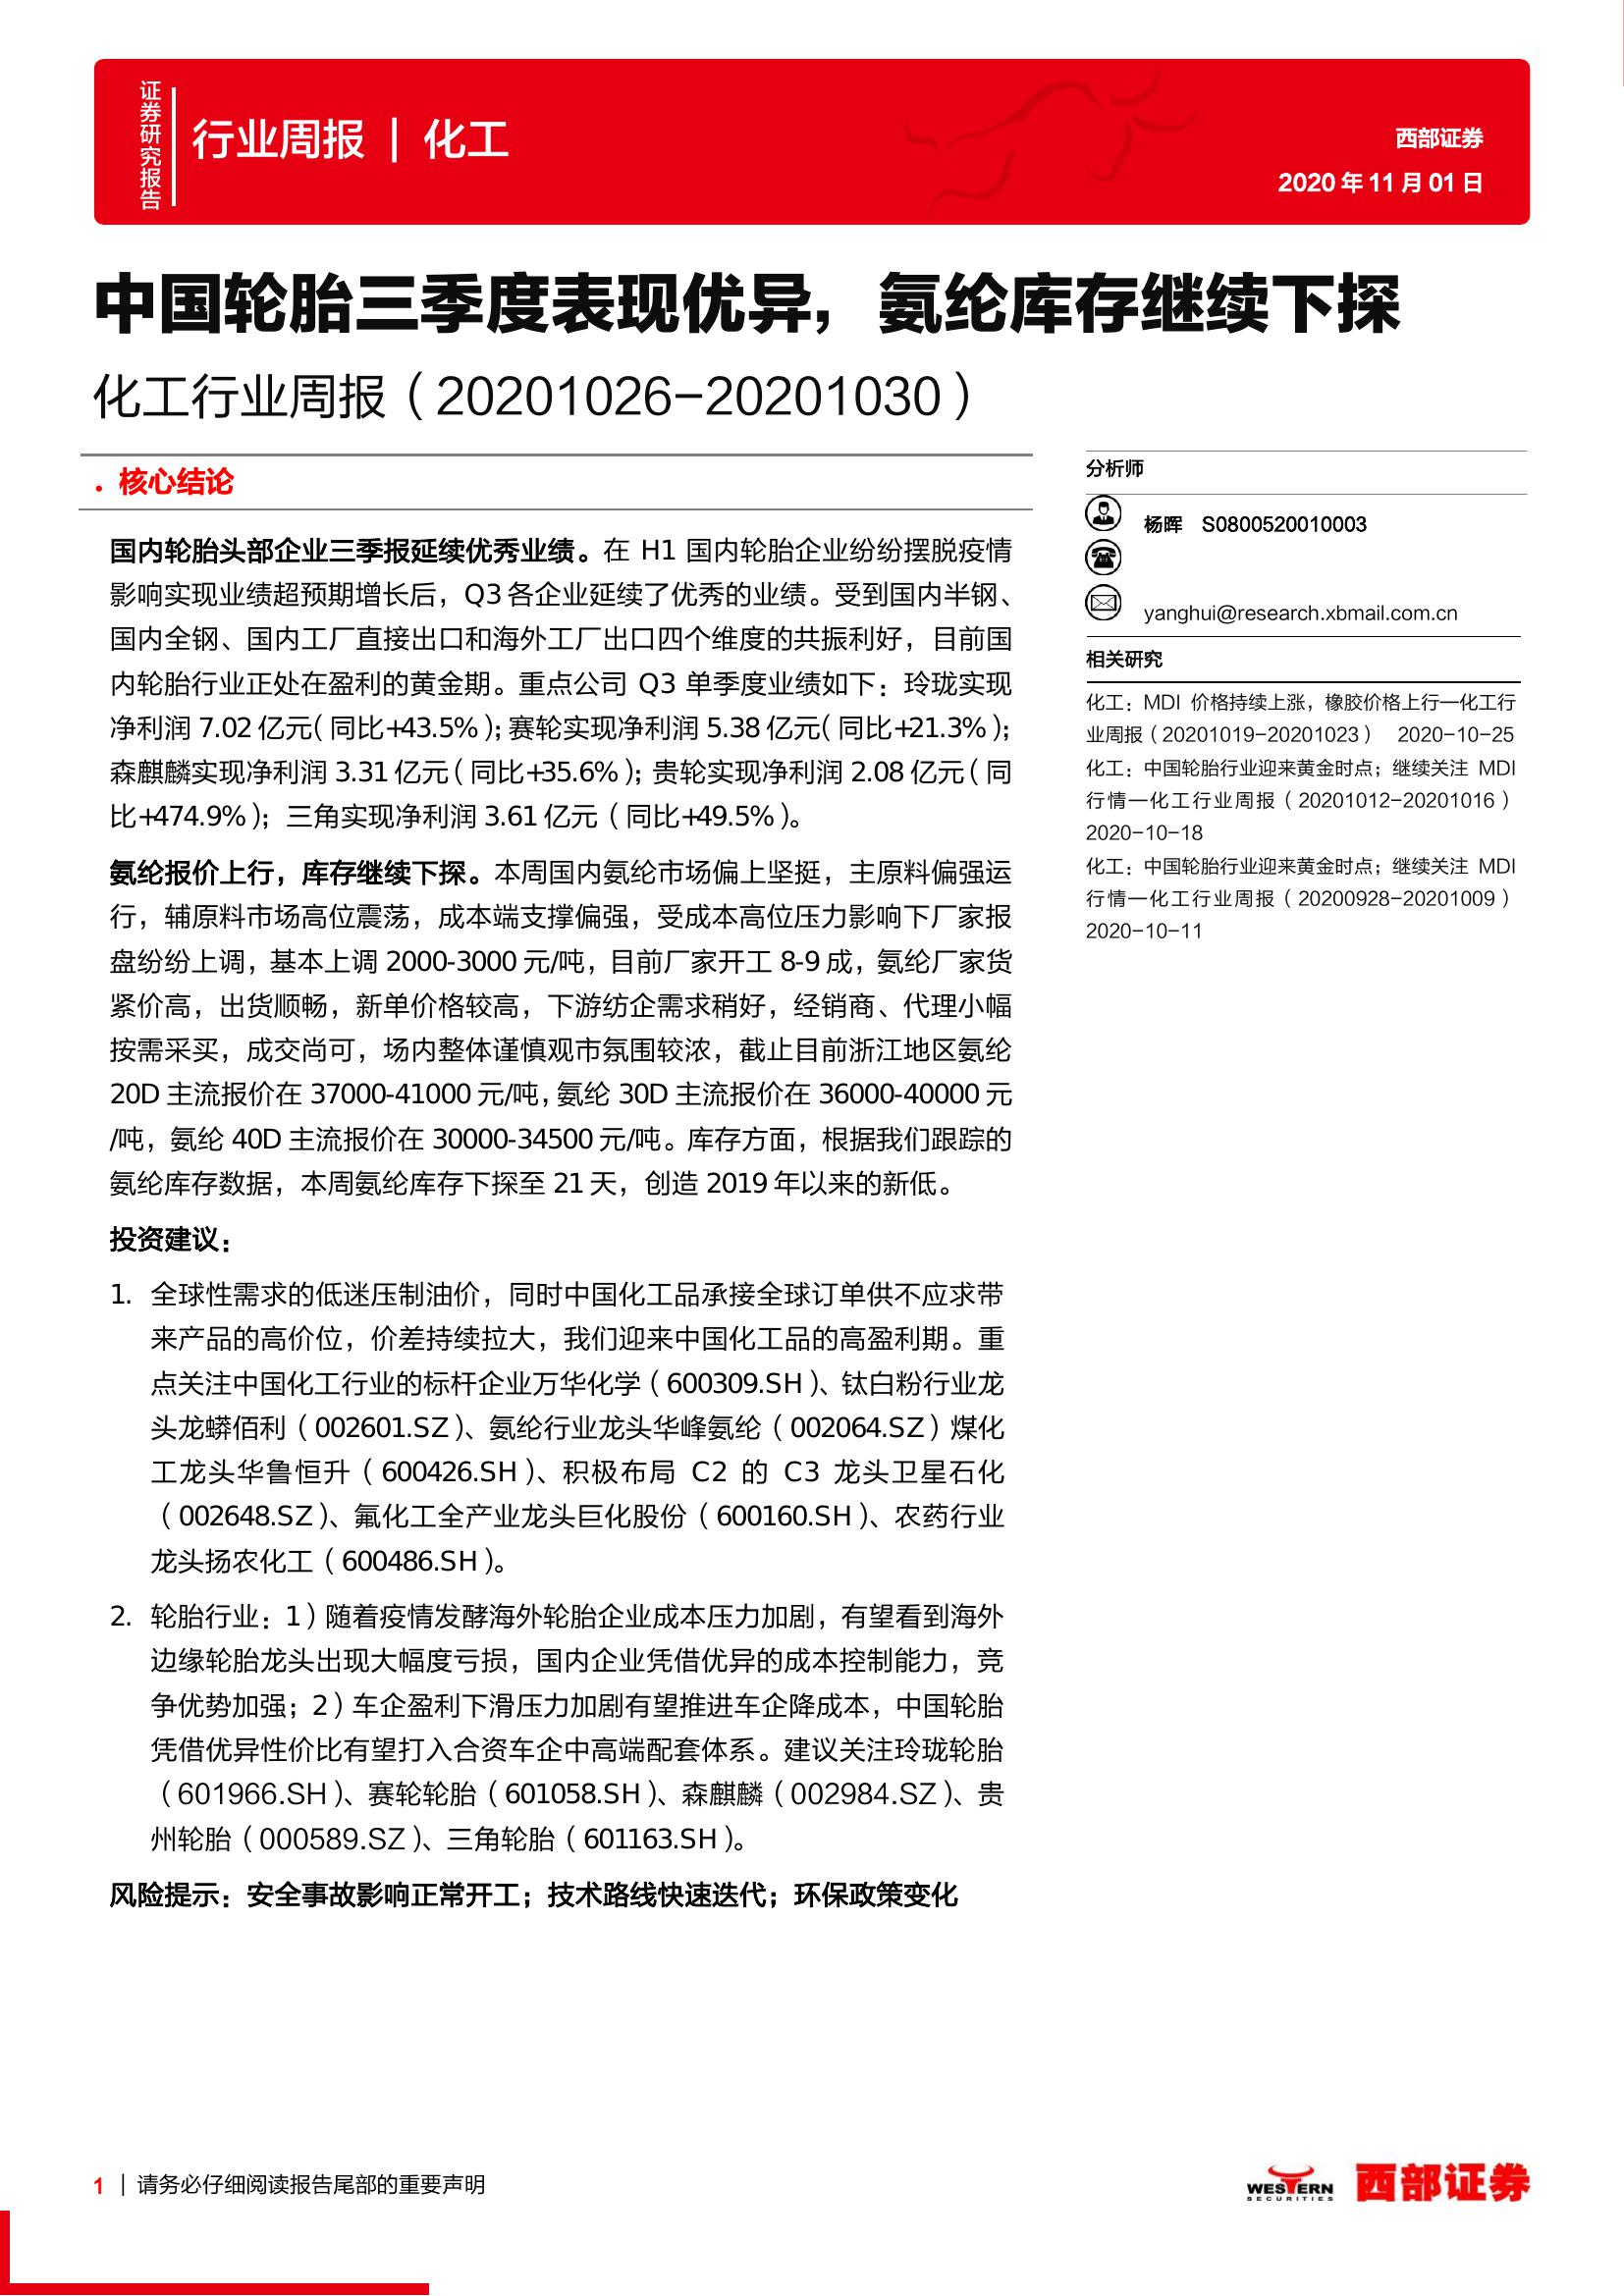 证券研究报告
行业周报 | 化工
西部证券
2020 年 11 月 01 日
中国轮胎三季度表现优异，氨纶库存继续下探
化工行业周报（20201026-20201030）
· 核心结论
国内轮胎头部企业三季报延续优秀业绩。在 H1 国内轮胎企业纷纷摆脱疫情
影响实现业绩超预期增长后，Q3 各企业延续了优秀的业绩。受到国内半钢、
国内全钢、国内工厂直接出口和海外工厂出口四个维度的共振利好，目前国
内轮胎行业正处在盈利的黄金期。重点公司 Q3 单季度业绩如下：玲珑实现
净利润 7.02 亿元（同比+43.5%）；赛轮实现净利润 5.38 亿元（同比+21.3%）；
森麒麟实现净利润 3.31 亿元（同比+35.6%）；贵轮实现净利润 2.08 亿元（同
比+474.9%）；三角实现净利润 3.61 亿元（同比+49.5%）。
氨纶报价上行，库存继续下探。本周国内氨纶市场偏上坚挺，主原料偏强运
行，辅原料市场高位震荡，成本端支撑偏强，受成本高位压力影响下厂家报
盘纷纷上调，基本上调 2000-3000 元/吨，目前厂家开工 8-9 成，氨纶厂家货
紧价高，出货顺畅，新单价格较高，下游纺企需求稍好，经销商、代理小幅
按需采买，成交尚可，场内整体谨慎观市氛围较浓，截止目前浙江地区氨纶
20D 主流报价在 37000-41000 元/吨，氨纶 30D 主流报价在 36000-40000 元
/吨，氨纶 40D 主流报价在 30000-34500 元/吨。库存方面，根据我们跟踪的
氨纶库存数据，本周氨纶库存下探至 21 天，创造 2019 年以来的新低。
投资建议：
1. 全球性需求的低迷压制油价，同时中国化工品承接全球订单供不应求带
来产品的高价位，价差持续拉大，我们迎来中国化工品的高盈利期。重
点关注中国化工行业的标杆企业万华化学（600309.SH）、钛白粉行业龙
头龙蟒佰利（002601.SZ）、氨纶行业龙头华峰氨纶（002064.SZ）煤化
工龙头华鲁恒升（600426.SH）、积极布局 C2 的 C3 龙头卫星石化
（002648.SZ）、氟化工全产业龙头巨化股份（600160.SH）、农药行业
龙头扬农化工（600486.SH）。
2. 轮胎行业：1）随着疫情发酵海外轮胎企业成本压力加剧，有望看到海外
边缘轮胎龙头出现大幅度亏损，国内企业凭借优异的成本控制能力，竞
争优势加强；2）车企盈利下滑压力加剧有望推进车企降成本，中国轮胎
凭借优异性价比有望打入合资车企中高端配套体系。建议关注玲珑轮胎
（601966.SH）、赛轮轮胎（601058.SH）、森麒麟（002984.SZ）、贵
州轮胎（000589.SZ）、三角轮胎（601163.SH）。
风险提示：安全事故影响正常开工；技术路线快速迭代；环保政策变化
分析师
杨晖 S0800520010003
yanghui@research.xbmail.com.cn
相关研究
化工：MDI 价格持续上涨，橡胶价格上行—化工行
业周报（20201019-20201023） 2020-10-25
化工：中国轮胎行业迎来黄金时点；继续关注 MDI
行情—化工行业周报（20201012-20201016）
2020-10-18
化工：中国轮胎行业迎来黄金时点；继续关注 MDI
行情—化工行业周报（20200928-20201009）
2020-10-11
1 | 请务必仔细阅读报告尾部的重要声明
WESTERN
SECURITIES
西部证券